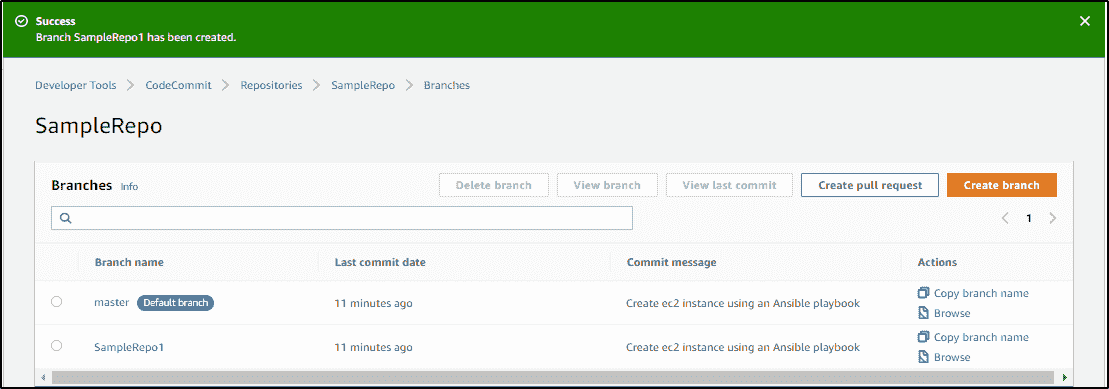 Success
Branch SampleRepo1 has been created.
Developer Tools > CodeCommit > Repositories > SampleRepo > Branches
SampleRepo
Branches Info Delete branch View branch View last commit Create pull request Create branch
< 1 >
Branch name Last commit date Commit message Actions
master Default branch 11 minutes ago Create ec2 instance using an Ansible playbook Copy branch name
Browse
SampleRepo1 11 minutes ago Create ec2 instance using an Ansible playbook Copy branch name
Browse